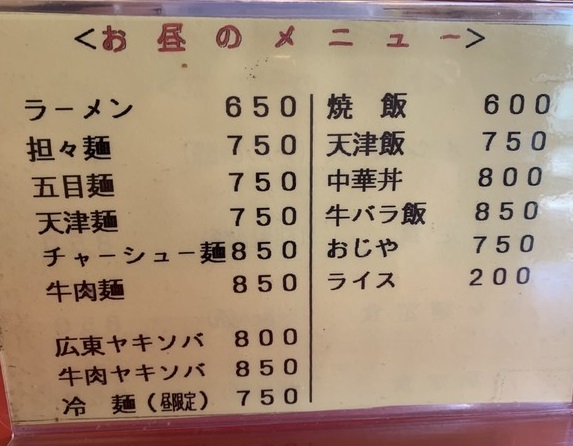 <お昼のメニュー>
ラーメン 650
担々麺 750
五目麺 750
天津麺 750
チャーシュー麺 850
牛肉麺 850
広東ヤキソバ 800
牛肉ヤキソバ 850
冷麺(昼限定) 750
焼飯 600
天津飯 750
中華丼 800
牛バラ飯 850
おじや 750
ライス 200